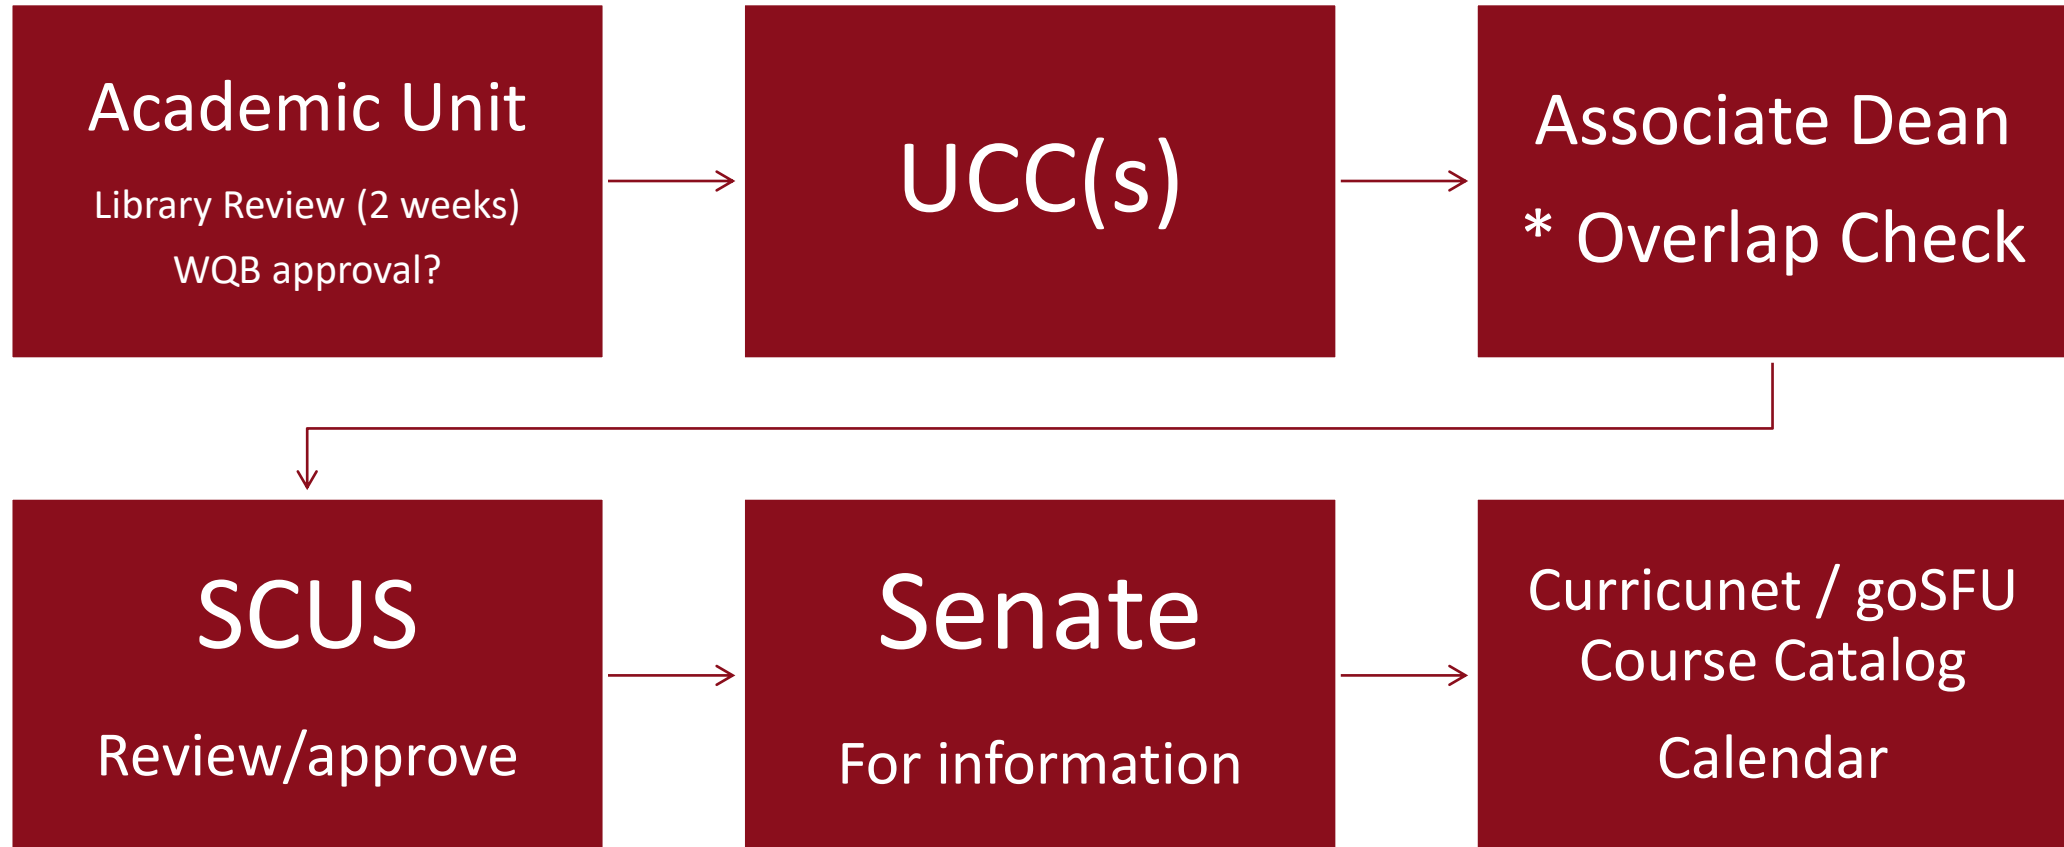 Academic Unit
Library Review (2 weeks)
WQB approval?
UCC(s)
Associate Dean
* Overlap Check
SCUS
Review/approve
Senate
For information
Curricunet / goSFU
Course Catalog
Calendar